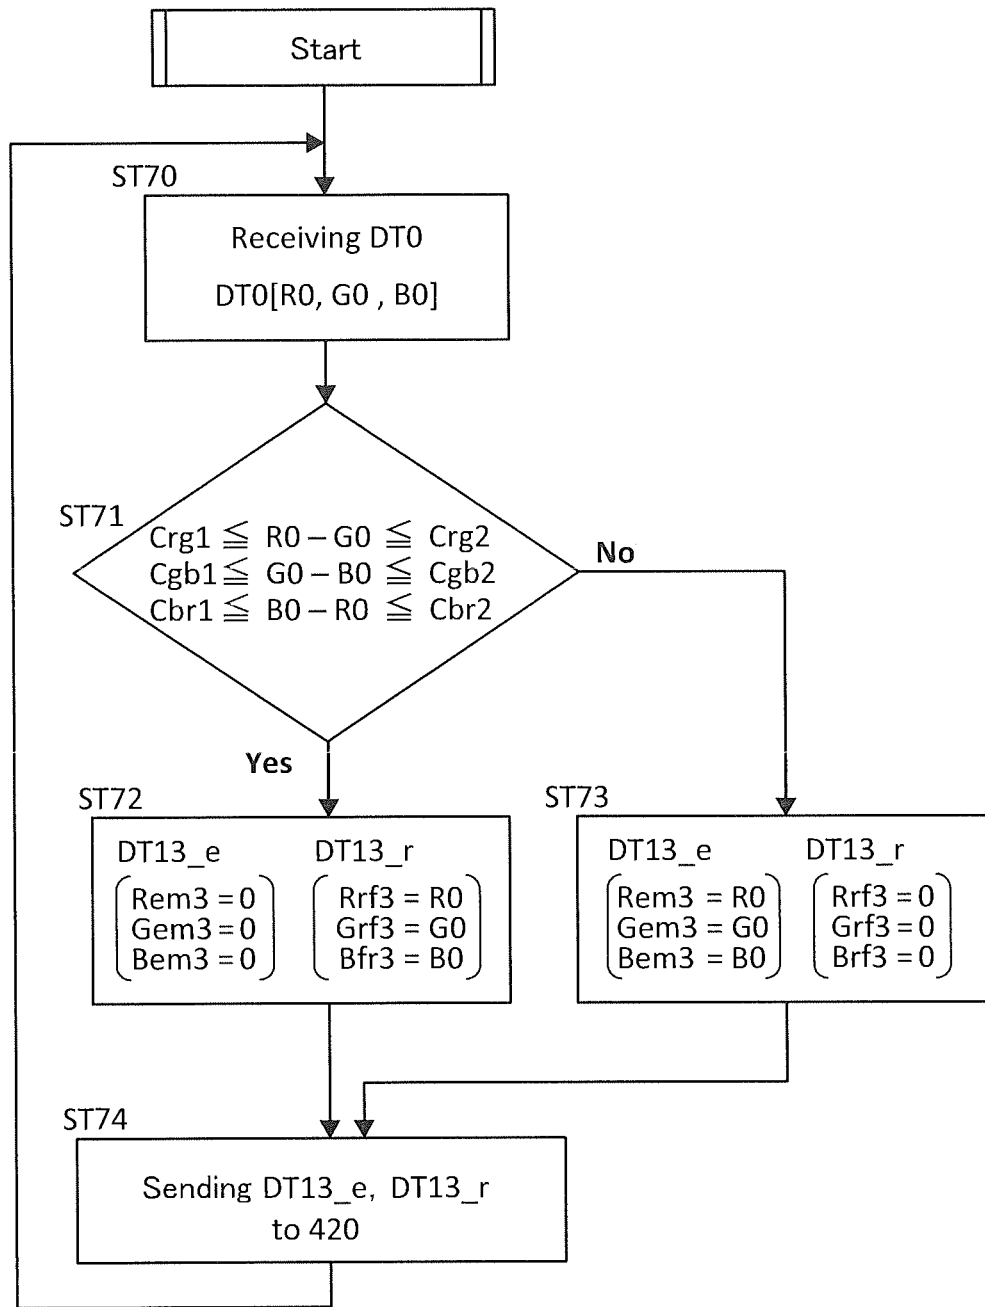 Start
ST70
Receiving DT0
DT0[R0, G0 , B0]
ST71
Crg1 ≦ R0 – G0 ≦ Crg2
Cgb1 ≦ G0 – B0 ≦ Cgb2
Cbr1 ≦ B0 – R0 ≦ Cbr2
No
Yes
ST72
DT13_e DT13_r
Rem3 = 0 Rrf3 = R0
Gem3 = 0 Grf3 = G0
Bem3 = 0 Bfr3 = B0
ST73
DT13_e DT13_r
Rem3 = R0 Rrf3 = 0
Gem3 = G0 Grf3 = 0
Bem3 = B0 Brf3 = 0
ST74
Sending DT13_e, DT13_r
to 420